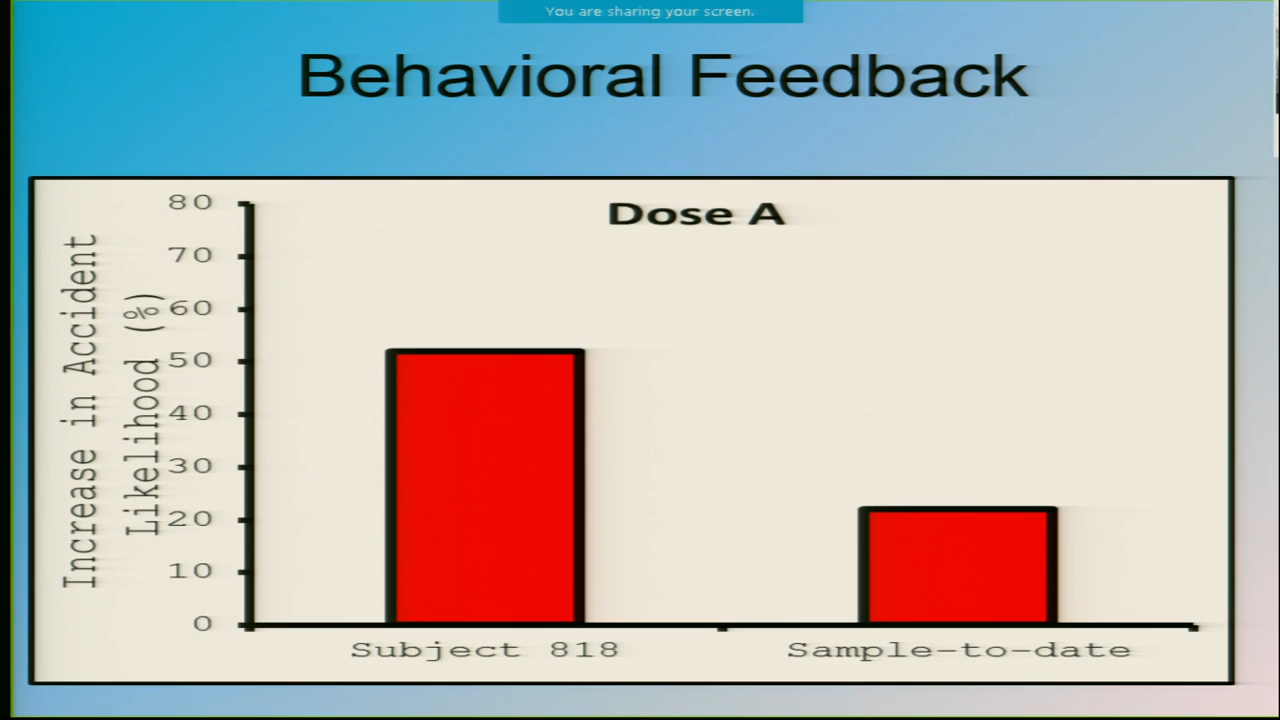 You are sharing your screen.
Behavioral Feedback
Dose A
Increase in Accident
Likelihood (%)
80
70
60
50
40
30
20
10
0
Subject 818
Sample-to-date